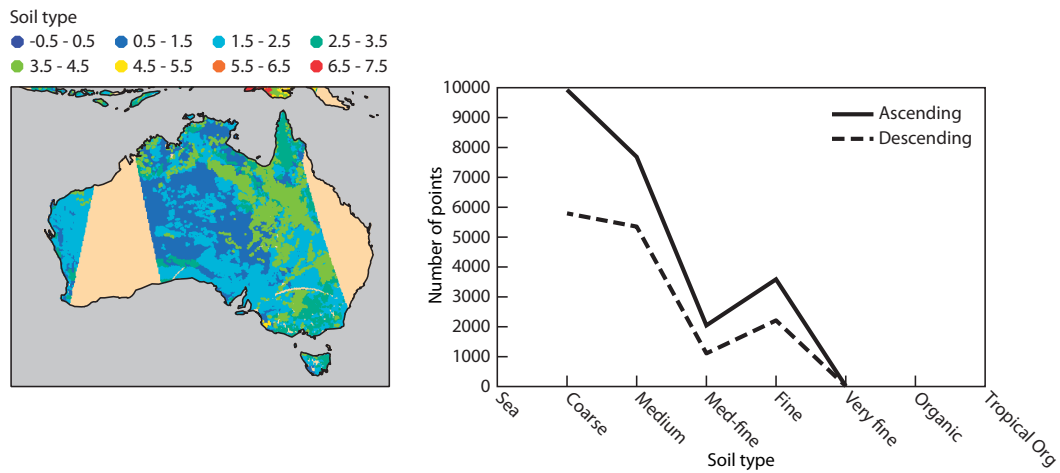 Soil type
-0.5 - 0.5 0.5 - 1.5 1.5 - 2.5 2.5 - 3.5
3.5 - 4.5 4.5 - 5.5 5.5 - 6.5 6.5 - 7.5
10000
9000
8000
7000
6000
5000
4000
3000
2000
1000
0
Number of points
Ascending
Descending
Sea
Coarse
Medium
Med-fine
Fine
Very fine
Organic
Tropical Org
Soil type